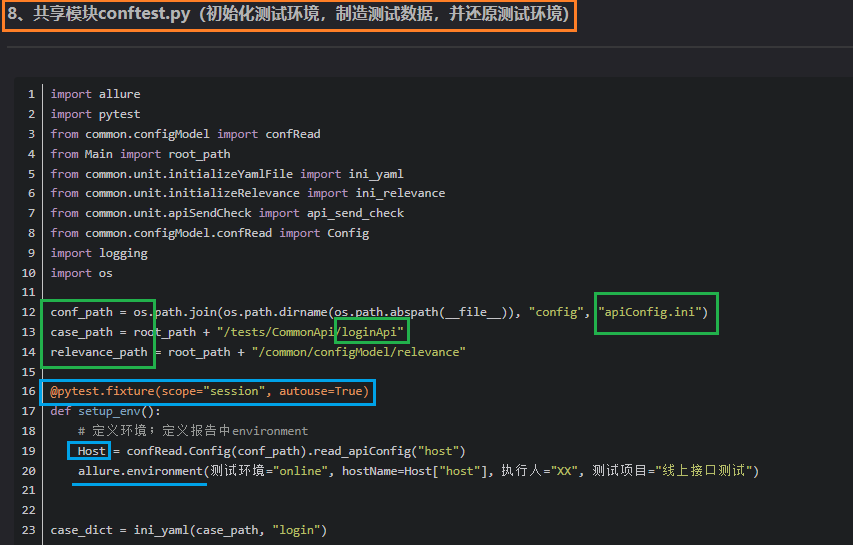 8、共享模块conftest.py（初始化测试环境，制造测试数据，并还原测试环境）
1 import allure
2 import pytest
3 from common.configModel import confRead
4 from Main import root_path
5 from common.unit.initializeYamlFile import ini_yaml
6 from common.unit.initializeRelevance import ini_relevance
7 from common.unit.apiSendCheck import api_send_check
8 from common.configModel.confRead import Config
9 import logging
10 import os
11
12 conf_path = os.path.join(os.path.dirname(os.path.abspath(__file__)), "config", "apiConfig.ini")
13 case_path = root_path + "/tests/CommonApi/loginApi"
14 relevance_path = root_path + "/common/configModel/relevance"
15
16 @pytest.fixture(scope="session", autouse=True)
17 def setup_env():
18     # 定义环境；定义报告中environment
19     Host = confRead.Config(conf_path).read_apiConfig("host")
20     allure.environment(测试环境="online", hostName=Host["host"], 执行人="XX", 测试项目="线上接口测试")
21
22
23 case_dict = ini_yaml(case_path, "login")